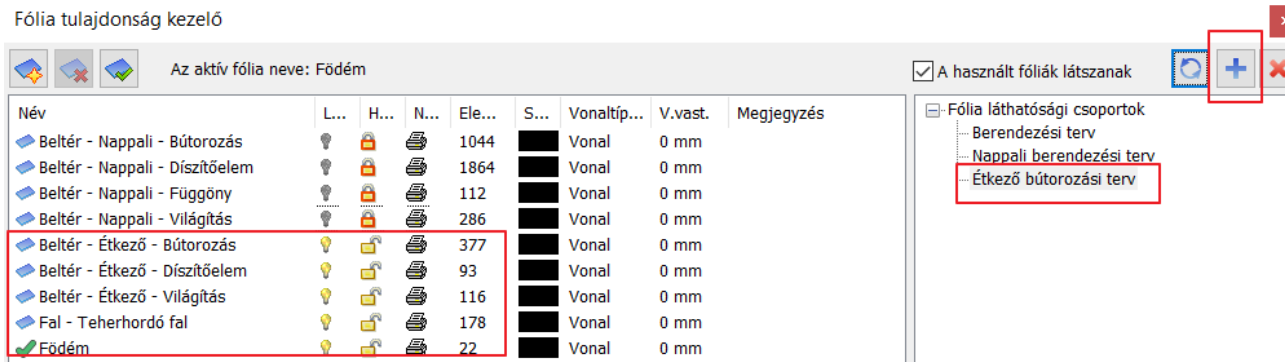 Fólia tulajdonság kezelő
Az aktív fólia neve: Födém
A használt fóliák látszanak
Név L... H... N... Ele... S... Vonaltíp... V.vast. Megjegyzés
Beltér - Nappali - Bútorozás 1044 Vonal 0 mm
Beltér - Nappali - Díszítőelem 1864 Vonal 0 mm
Beltér - Nappali - Függöny 112 Vonal 0 mm
Beltér - Nappali - Világítás 286 Vonal 0 mm
Beltér - Étkező - Bútorozás 377 Vonal 0 mm
Beltér - Étkező - Díszítőelem 93 Vonal 0 mm
Beltér - Étkező - Világítás 116 Vonal 0 mm
Fal - Teherhordó fal 178 Vonal 0 mm
Födém 22 Vonal 0 mm
Fólia láthatósági csoportok
Berendezési terv
Nappali berendezési terv
Étkező bútorozási terv